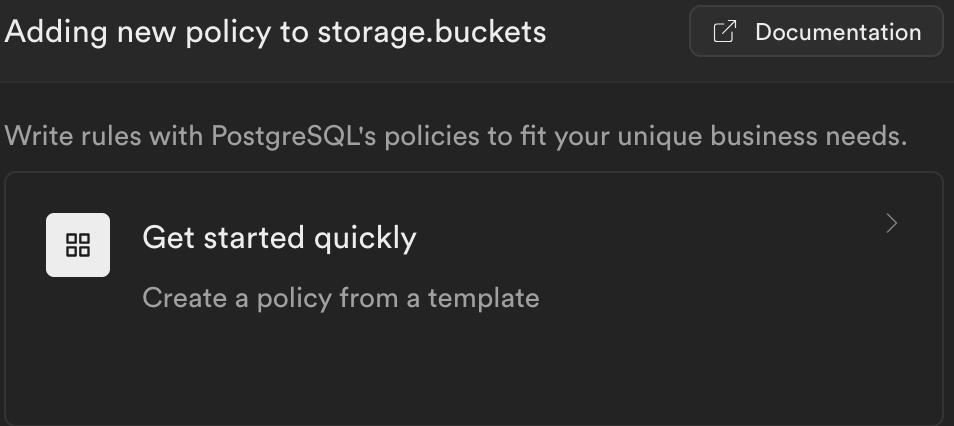 Adding new policy to storage.buckets
Documentation
Write rules with PostgreSQL's policies to fit your unique business needs.
Get started quickly
Create a policy from a template